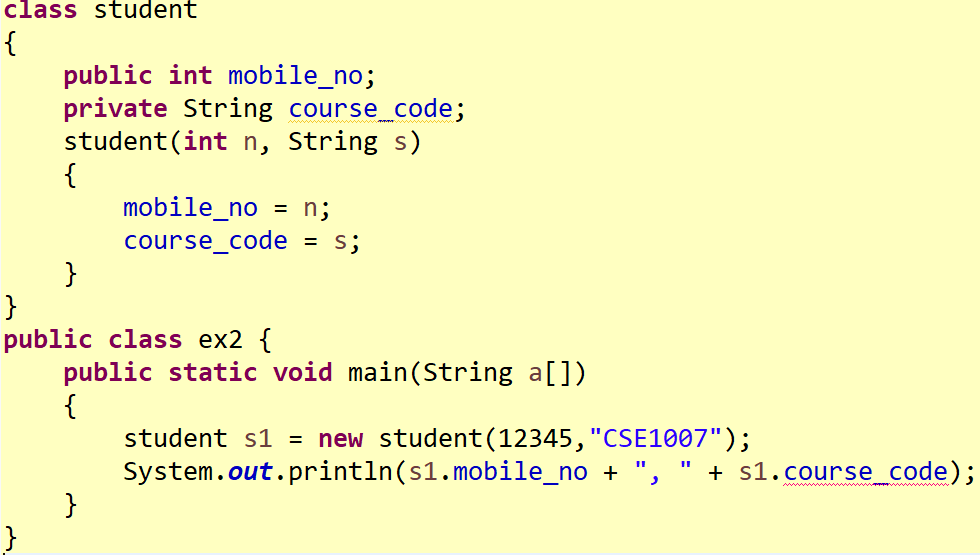 class student
{
public int mobile_no;
private String course_code;
student(int n, String s)
{
mobile_no = n;
course_code = s;
}
}
public class ex2 {
public static void main(String a[])
{
student s1 = new student(12345,"CSE1007");
System.out.println(s1.mobile_no + ", " + s1.course_code);
}
}